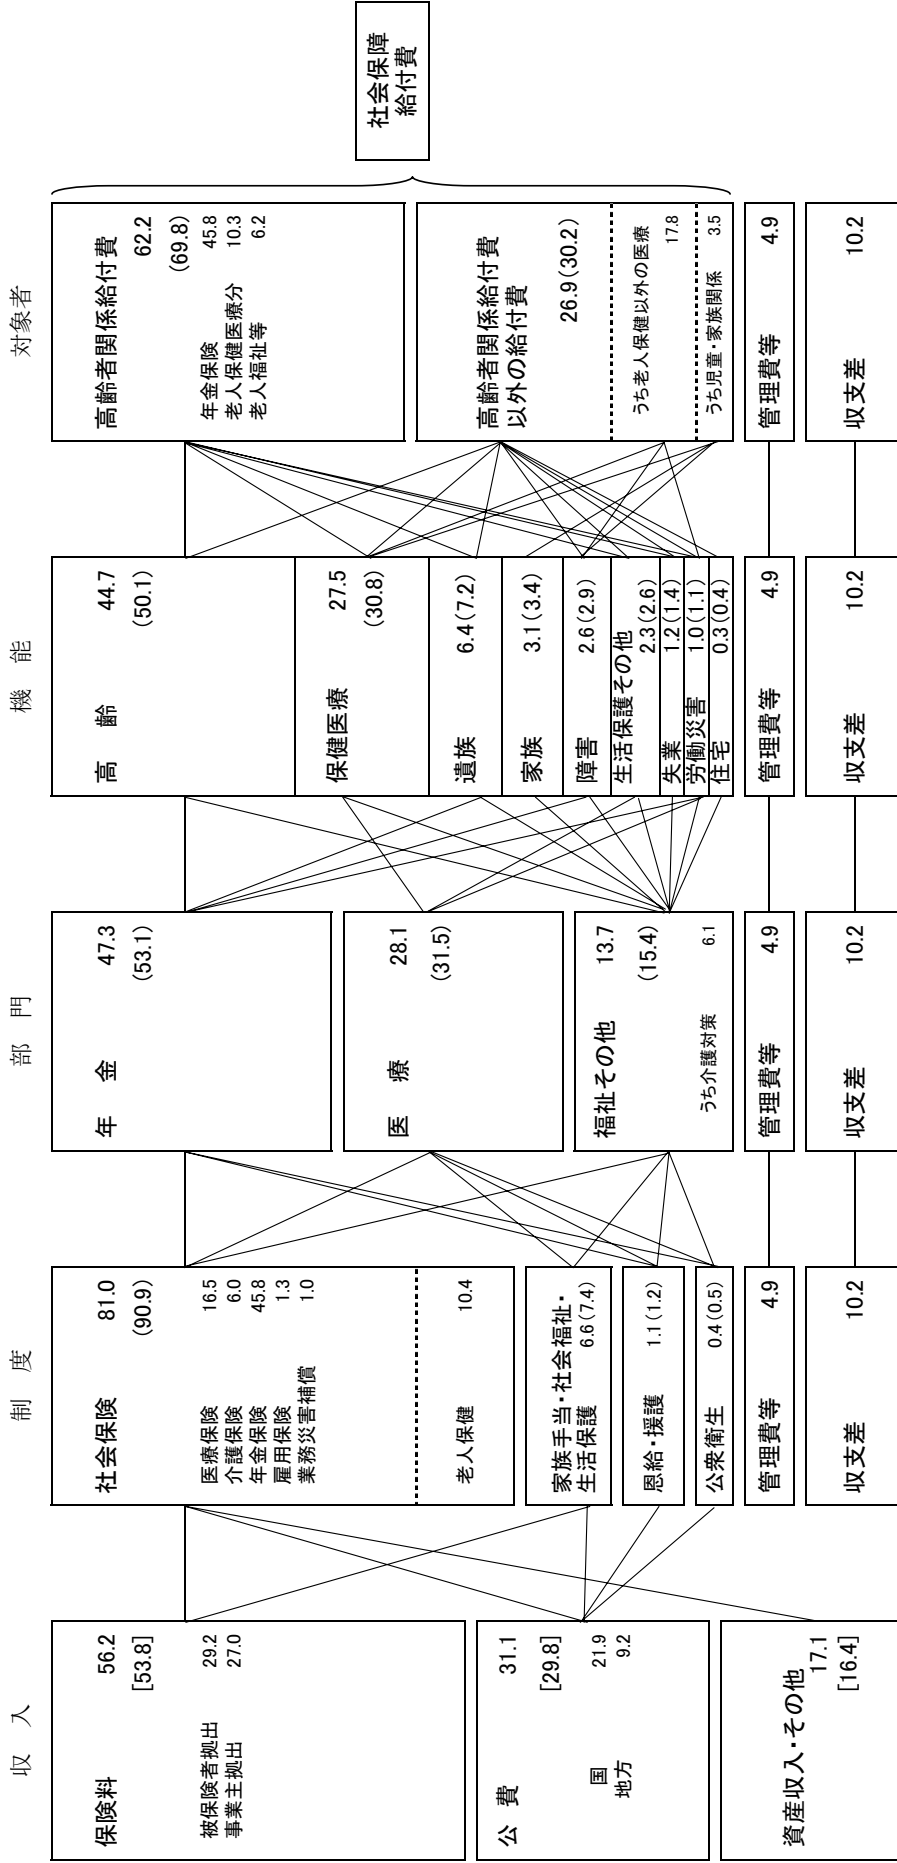 収 入
保険料
56.2
[53.8]
被保険者拠出 29.2
事業主拠出 27.0
公 費
31.1
[29.8]
国 21.9
地方 9.2
資産収入・その他
17.1
[16.4]
制 度
社会保険
81.0
(90.9)
医療保険 16.5
介護保険 6.0
年金保険 45.8
雇用保険 1.3
業務災害補償 1.0
老人保健 10.4
家族手当・社会福祉・
生活保護 6.6(7.4)
恩給・援護 1.1(1.2)
公衆衛生 0.4(0.5)
管理費等 4.9
収支差 10.2
部 門
年 金
47.3
(53.1)
医 療
28.1
(31.5)
福祉その他
13.7
(15.4)
うち介護対策 6.1
管理費等 4.9
収支差 10.2
機 能
高 齢
44.7
(50.1)
保健医療
27.5
(30.8)
遺族 6.4(7.2)
家族 3.1(3.4)
障害 2.6(2.9)
生活保護その他
2.3(2.6)
失業 1.2(1.4)
労働災害 1.0(1.1)
住宅 0.3(0.4)
管理費等 4.9
収支差 10.2
対象者
高齢者関係給付費
62.2
(69.8)
年金保険 45.8
老人保健医療分 10.3
老人福祉等 6.2
高齢者関係給付費
以外の給付費
26.9(30.2)
うち老人保健以外の医療
17.8
うち児童・家族関係 3.5
管理費等 4.9
収支差 10.2
社会保障
給付費